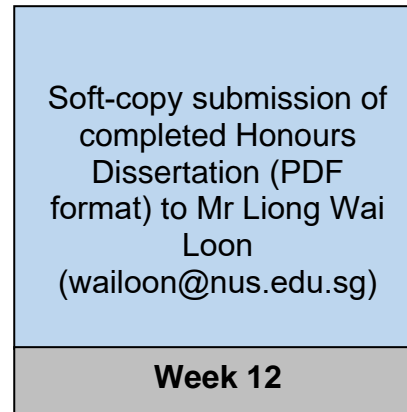 Soft-copy submission of
completed Honours
Dissertation (PDF
format) to Mr Liong Wai
Loon
(wailoon@nus.edu.sg)
Week 12